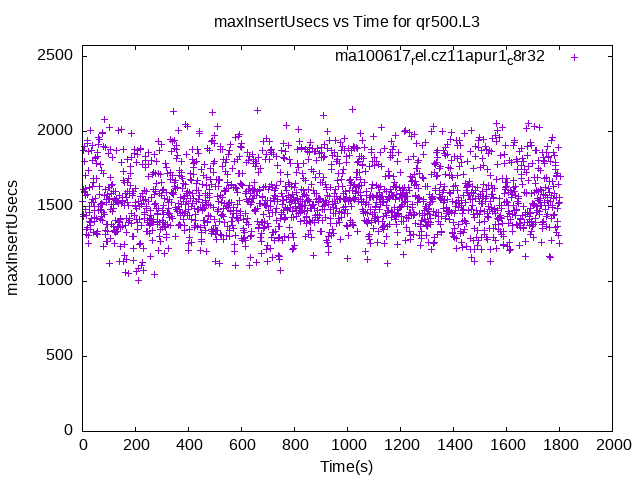 maxInsertUsecs vs Time for qr500.L3
ma100617rel.cz11apur1c8r32
2500
2000
1500
1000
500
0
maxInsertUsecs
0 200 400 600 800 1000 1200 1400 1600 1800 2000
Time(s)